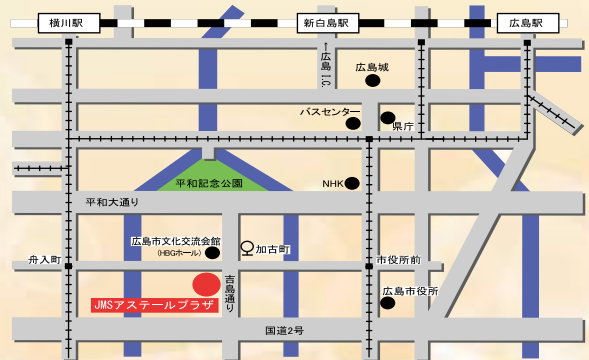 横川駅
新白島駅
広島駅
↑広島I.C.
広島城
バスセンター
県庁
平和記念公園
NHK
平和大通り
広島市文化交流会館
(HBGホール)
加古町
舟入町
市役所前
吉島通り
JMSアステールプラザ
広島市役所
国道2号